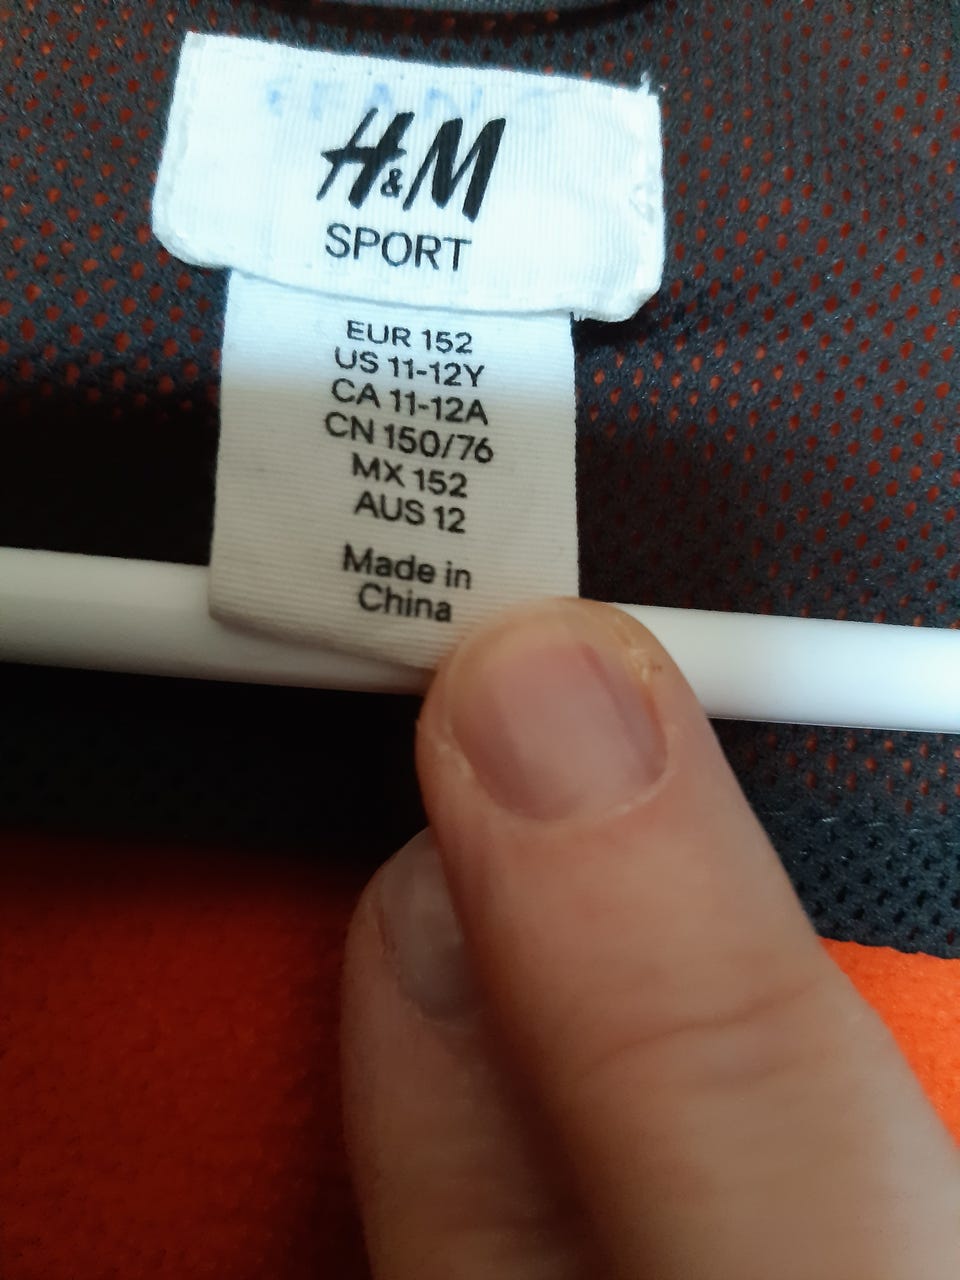 H&M
SPORT
EUR 152
US 11-12Y
CA 11-12A
CN 150/76
MX 152
AUS 12
Made in
China